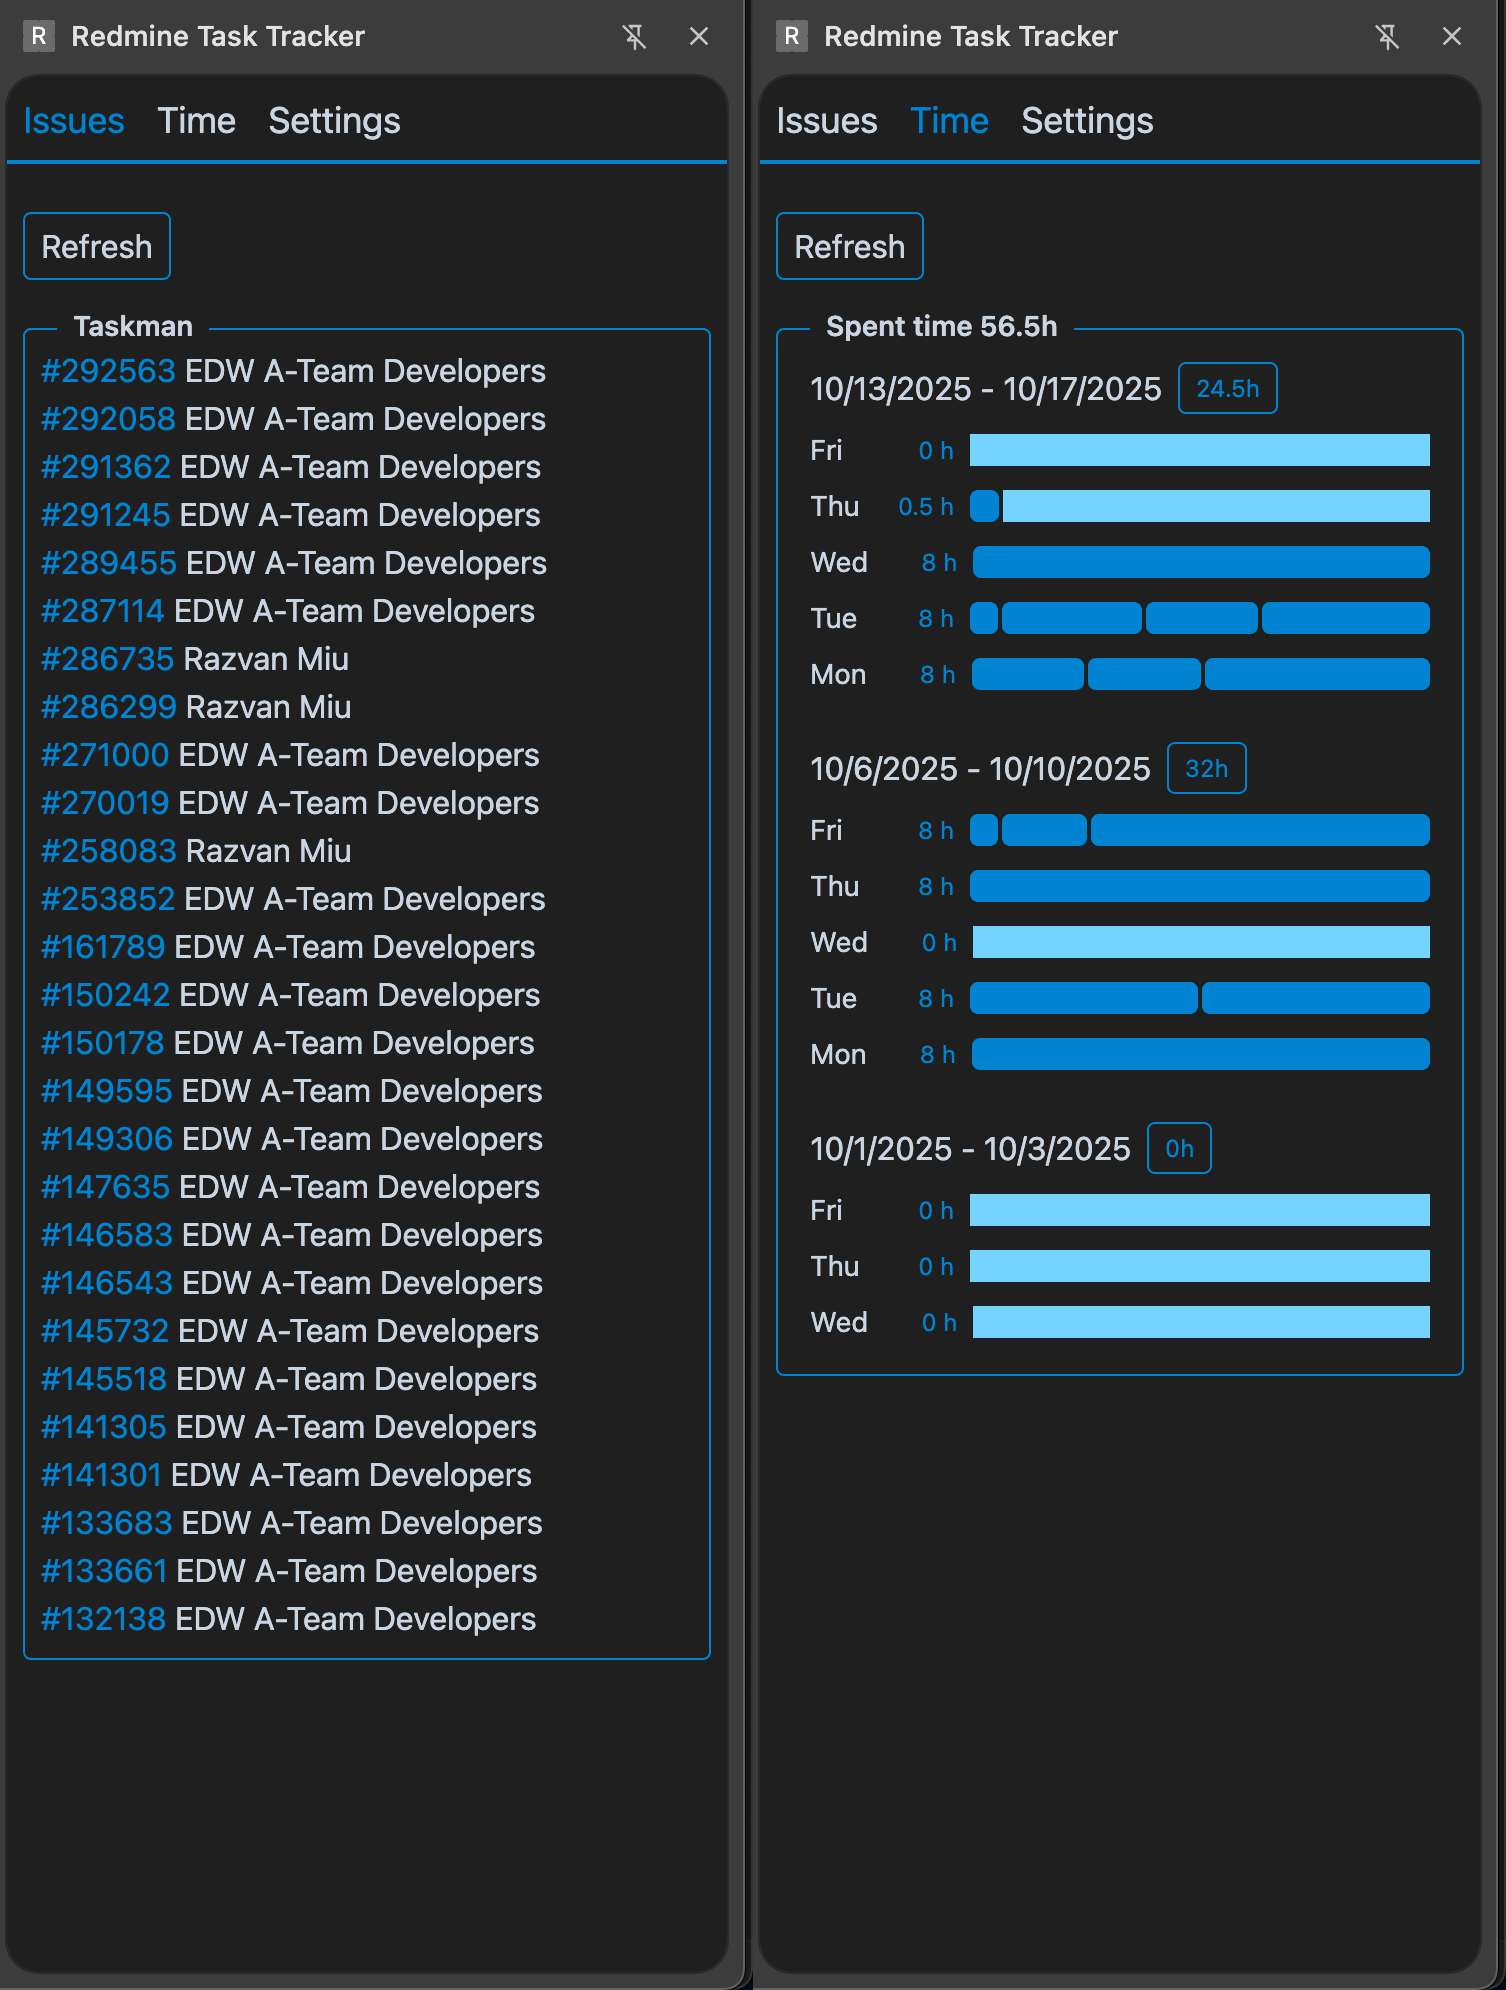 R Redmine Task Tracker
Issues Time Settings
Refresh
Taskman
#292563 EDW A-Team Developers
#292058 EDW A-Team Developers
#291362 EDW A-Team Developers
#291245 EDW A-Team Developers
#289455 EDW A-Team Developers
#287114 EDW A-Team Developers
#286735 Razvan Miu
#286299 Razvan Miu
#271000 EDW A-Team Developers
#270019 EDW A-Team Developers
#258083 Razvan Miu
#253852 EDW A-Team Developers
#161789 EDW A-Team Developers
#150242 EDW A-Team Developers
#150178 EDW A-Team Developers
#149595 EDW A-Team Developers
#149306 EDW A-Team Developers
#147635 EDW A-Team Developers
#146583 EDW A-Team Developers
#146543 EDW A-Team Developers
#145732 EDW A-Team Developers
#145518 EDW A-Team Developers
#141305 EDW A-Team Developers
#141301 EDW A-Team Developers
#133683 EDW A-Team Developers
#133661 EDW A-Team Developers
#132138 EDW A-Team Developers
R Redmine Task Tracker
Issues Time Settings
Refresh
Spent time 56.5h
10/13/2025 - 10/17/2025 24.5h
Fri 0 h
Thu 0.5 h
Wed 8 h
Tue 8 h
Mon 8 h
10/6/2025 - 10/10/2025 32h
Fri 8 h
Thu 8 h
Wed 0 h
Tue 8 h
Mon 8 h
10/1/2025 - 10/3/2025 0h
Fri 0 h
Thu 0 h
Wed 0 h